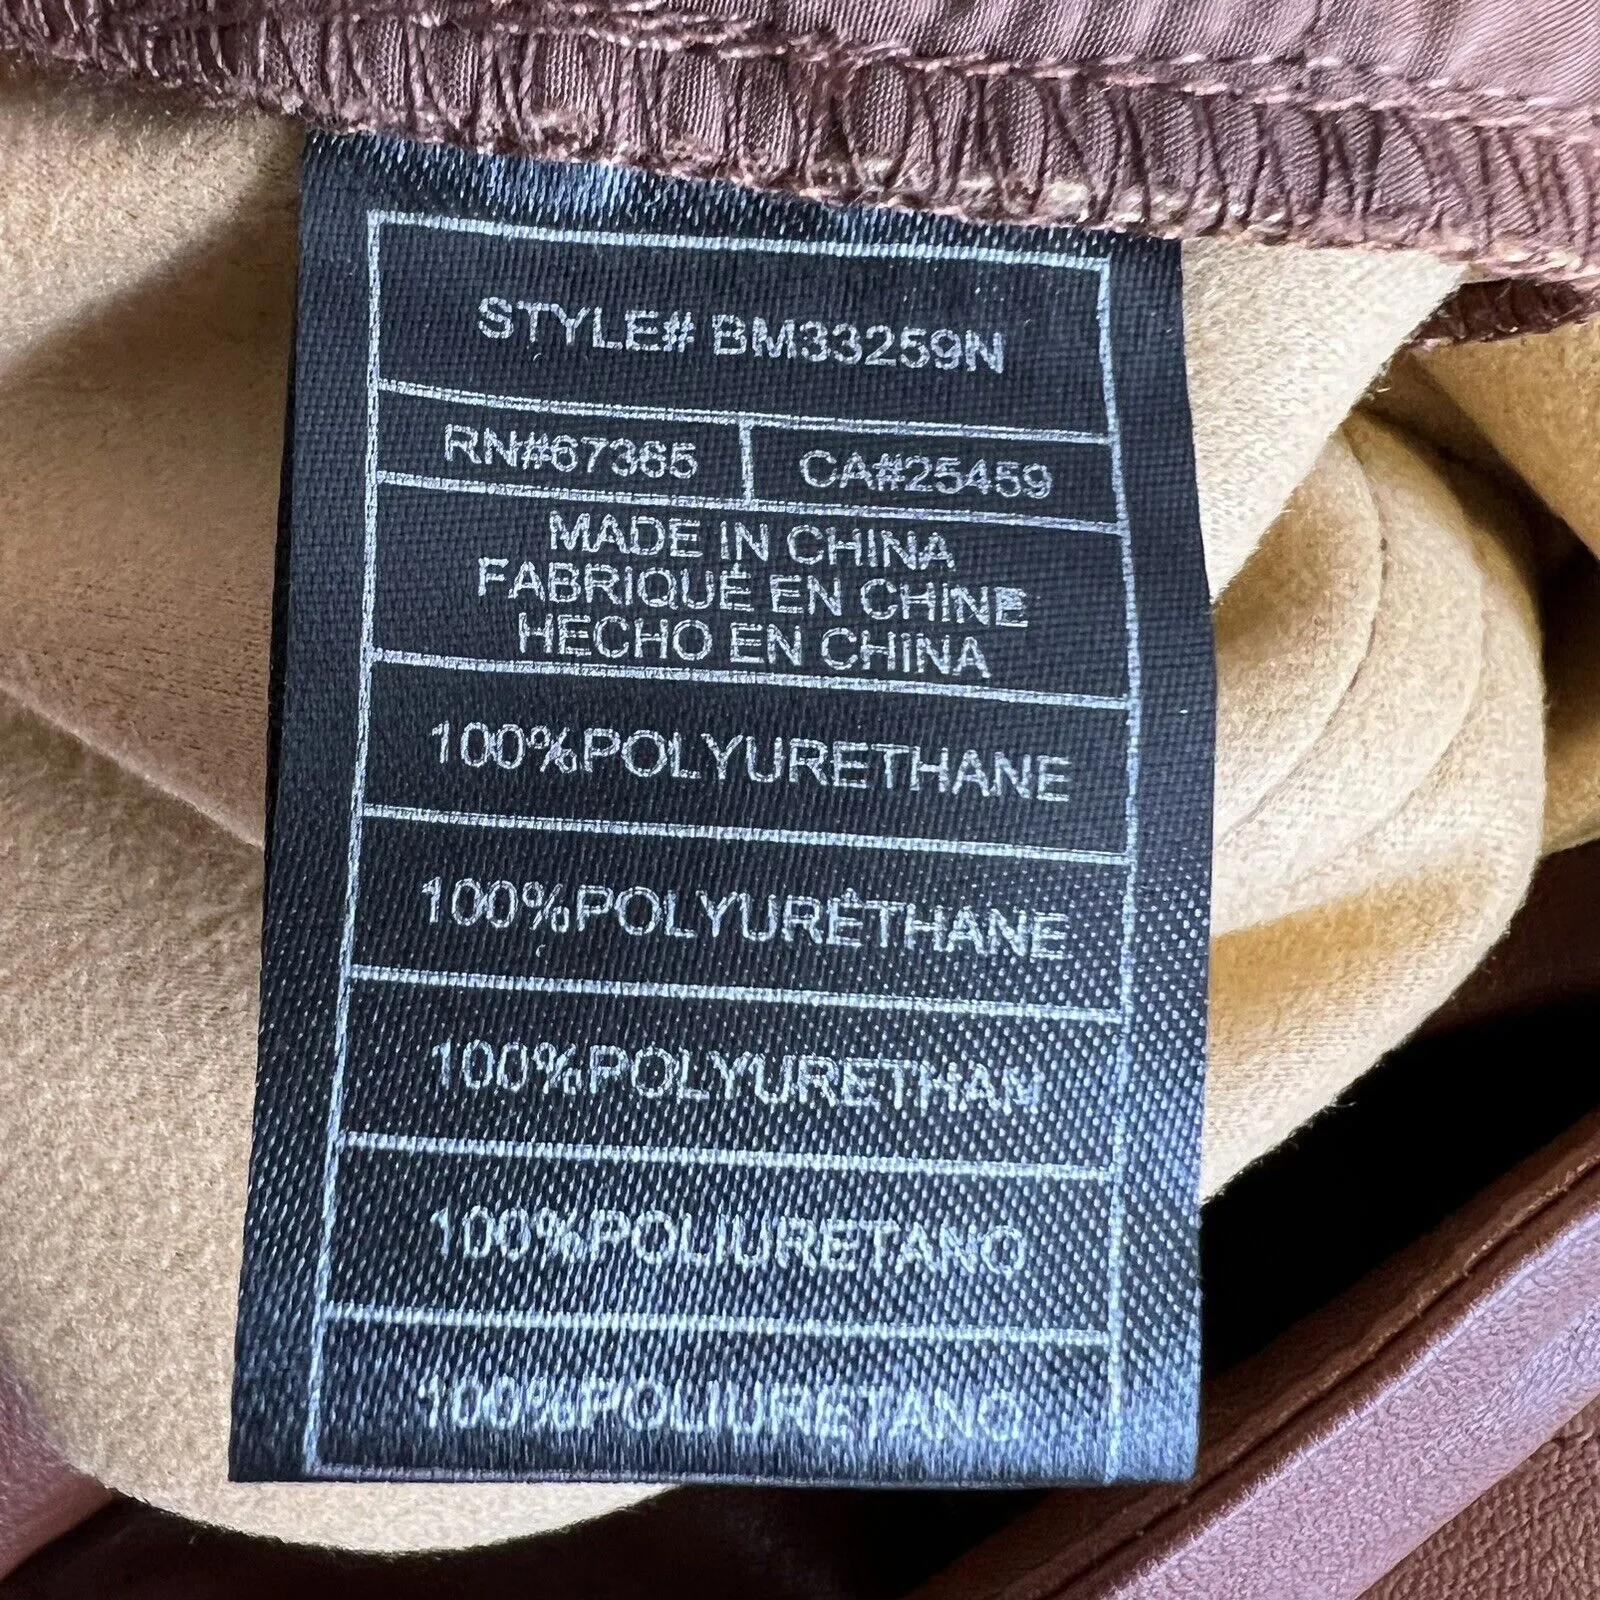 STYLE# BM33259N
RN#67365 CA#25459
MADE IN CHINA
FABRIQUÉ EN CHINE
HECHO EN CHINA
100%POLYURETHANE
100%POLYURÊTHANE
100%POLYURETHAN
100%POLIURETANO
100%POLIURETANO